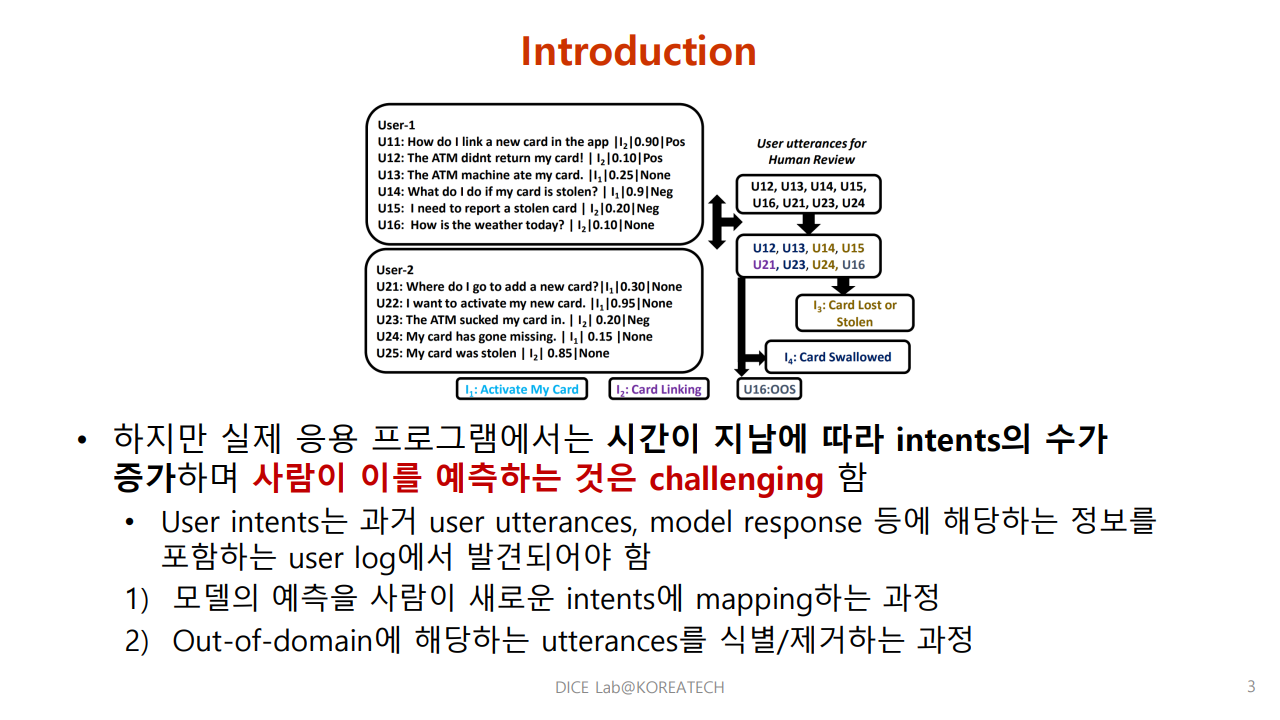 Introduction
User-1
U11: How do I link a new card in the app |I2|0.90|Pos
U12: The ATM didnt return my card! | I2|0.10|Pos
U13: The ATM machine ate my card. |I1|0.25|None
U14: What do I do if my card is stolen? | I1|0.9|Neg
U15: I need to report a stolen card | I2|0.20|Neg
U16: How is the weather today? | I2|0.10|None
User-2
U21: Where do I go to add a new card?|I1|0.30|None
U22: I want to activate my new card. |I1|0.95|None
U23: The ATM sucked my card in. | I2| 0.20|Neg
U24: My card has gone missing. | I1| 0.15 |None
U25: My card was stolen | I2| 0.85|None
User utterances for
Human Review
U12, U13, U14, U15,
U16, U21, U23, U24
U12, U13, U14, U15
U21, U23, U24, U16
I3: Card Lost or
Stolen
I4: Card Swallowed
I1: Activate My Card
I2: Card Linking
U16:OOS
• 하지만 실제 응용 프로그램에서는 시간이 지남에 따라 intents의 수가
증가하며 사람이 이를 예측하는 것은 challenging 함
• User intents는 과거 user utterances, model response 등에 해당하는 정보를
포함하는 user log에서 발견되어야 함
1) 모델의 예측을 사람이 새로운 intents에 mapping하는 과정
2) Out-of-domain에 해당하는 utterances를 식별/제거하는 과정
DICE Lab@KOREATECH
3